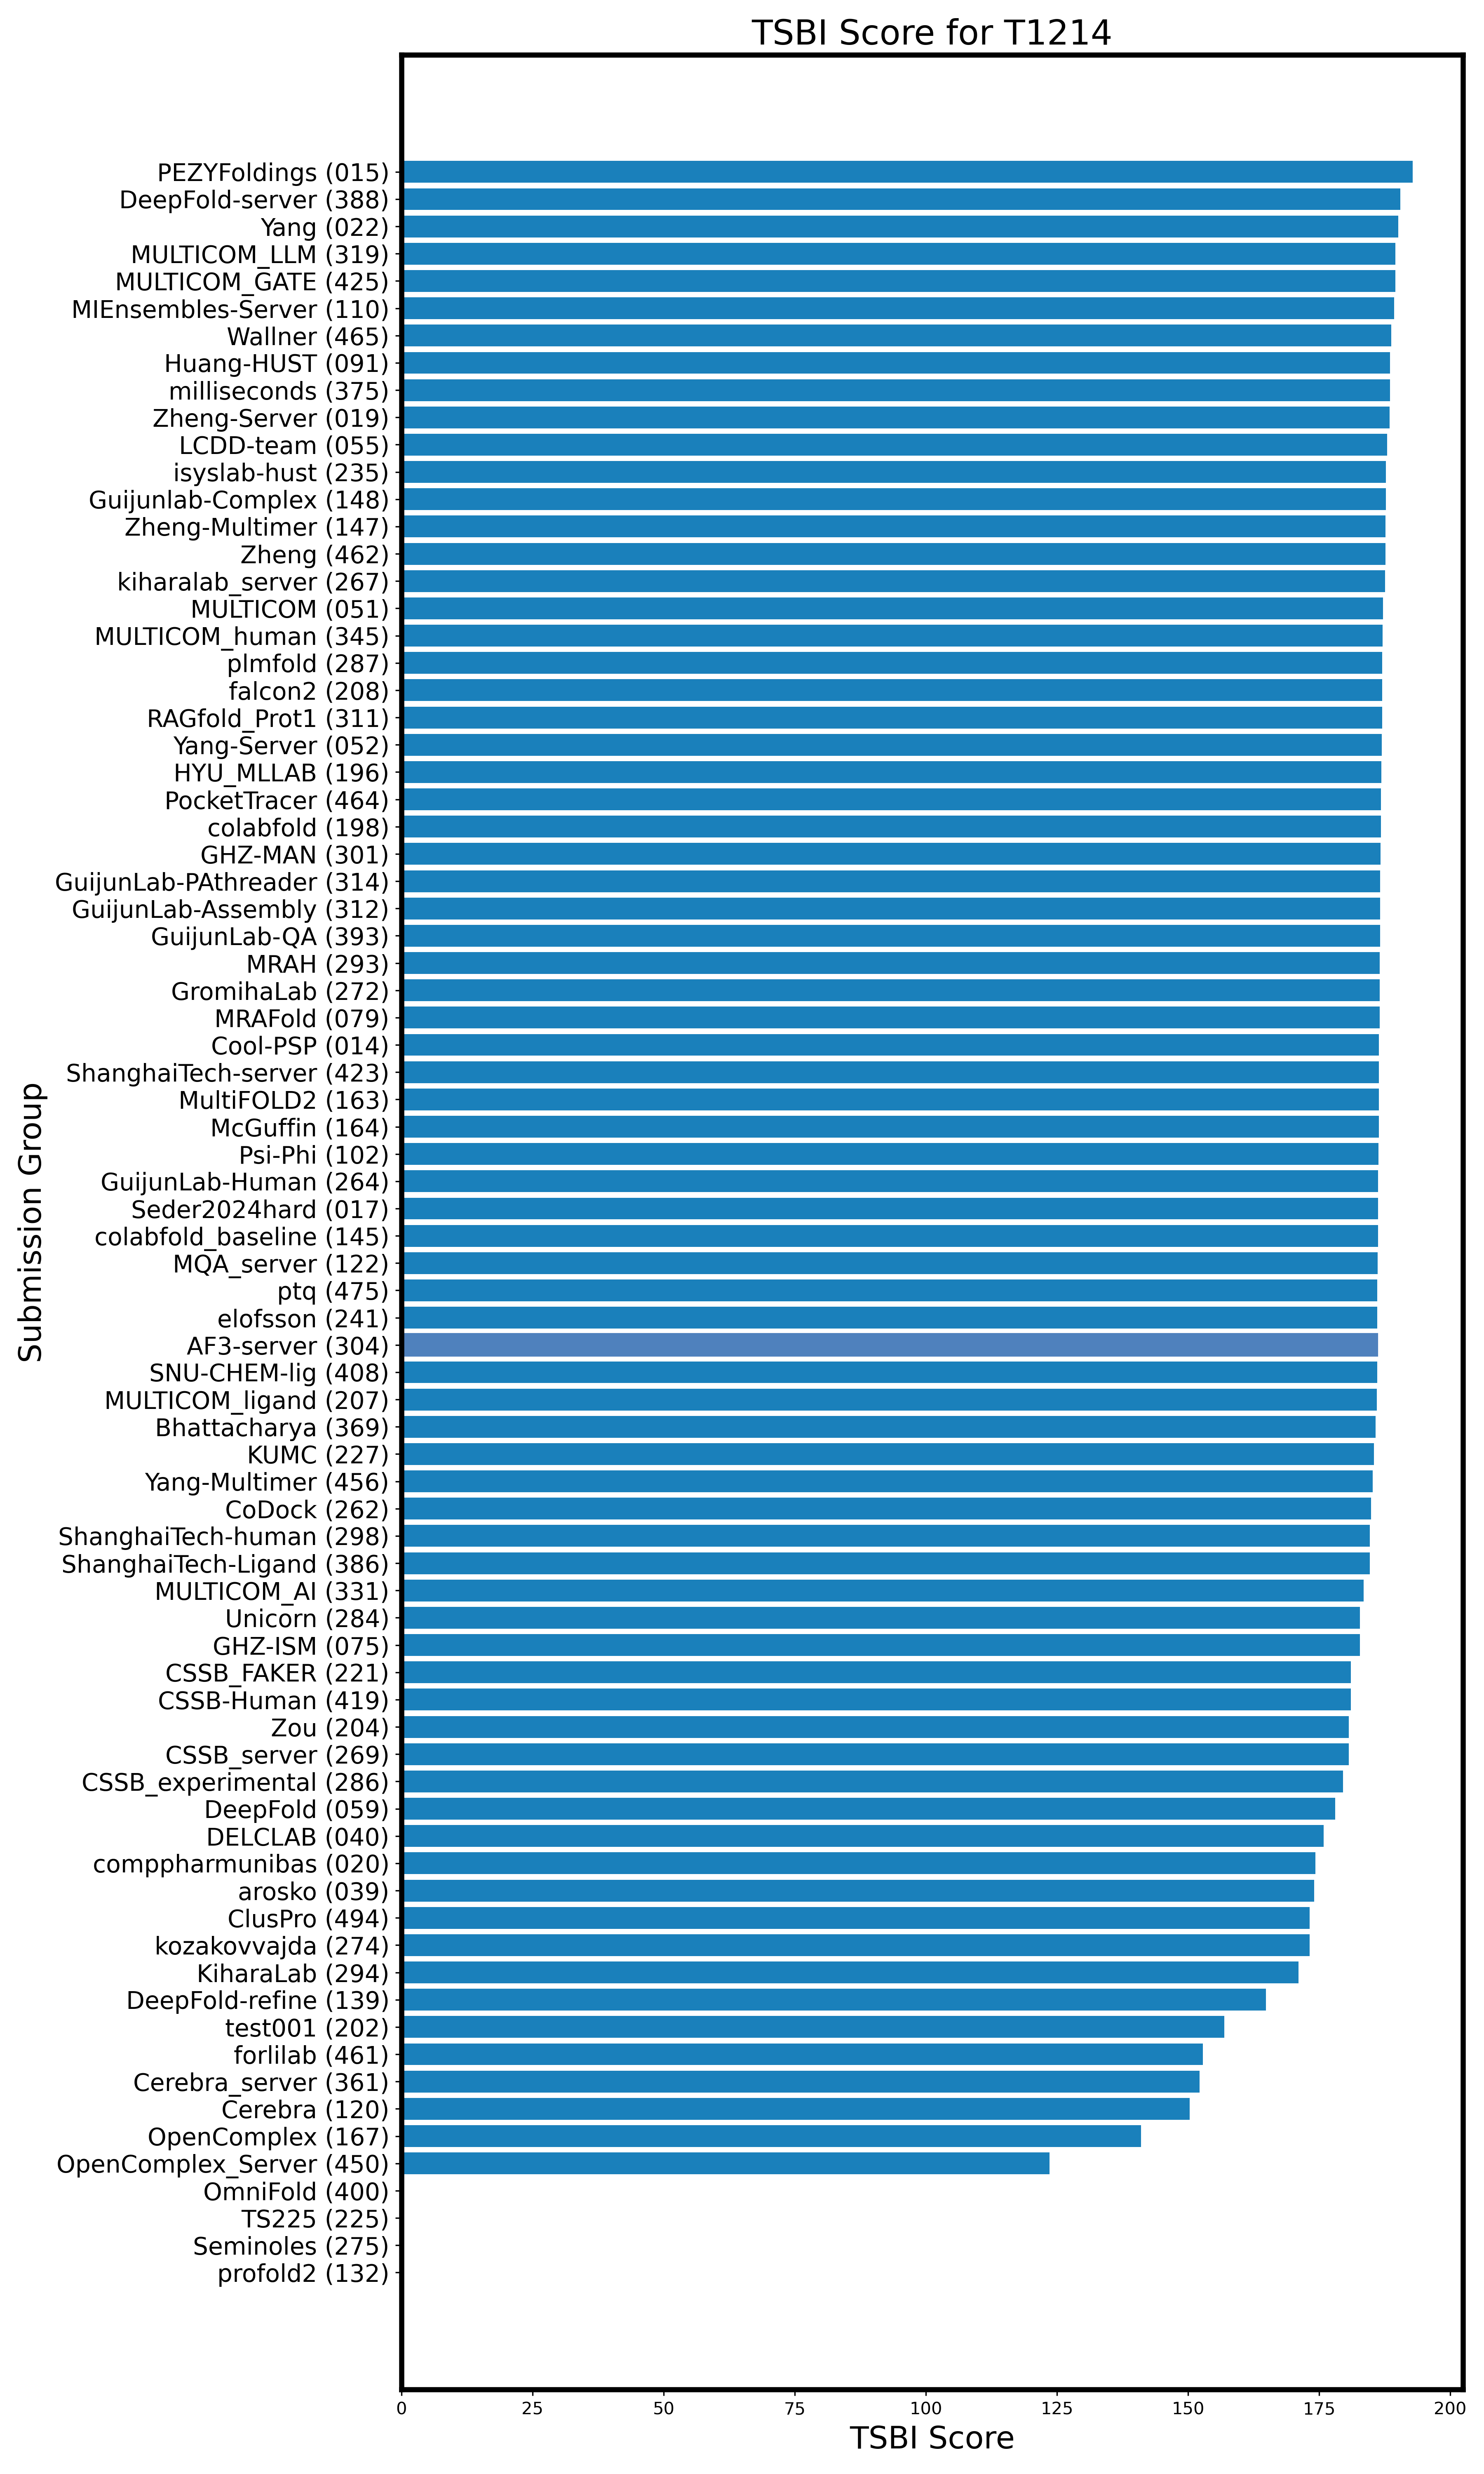 TSBI Score for T1214
PEZYFoldings (015)
DeepFold-server (388)
Yang (022)
MULTICOM_LLM (319)
MULTICOM_GATE (425)
MIEnsembles-Server (110)
Wallner (465)
Huang-HUST (091)
milliseconds (375)
Zheng-Server (019)
LCDD-team (055)
isyslab-hust (235)
Guijunlab-Complex (148)
Zheng-Multimer (147)
Zheng (462)
kiharalab_server (267)
MULTICOM (051)
MULTICOM_human (345)
plmfold (287)
falcon2 (208)
RAGfold_Prot1 (311)
Yang-Server (052)
HYU_MLLAB (196)
PocketTracer (464)
colabfold (198)
GHZ-MAN (301)
GuijunLab-PAthreader (314)
GuijunLab-Assembly (312)
GuijunLab-QA (393)
MRAH (293)
GromihaLab (272)
MRAFold (079)
Cool-PSP (014)
ShanghaiTech-server (423)
MultiFOLD2 (163)
McGuffin (164)
Psi-Phi (102)
GuijunLab-Human (264)
Seder2024hard (017)
colabfold_baseline (145)
MQA_server (122)
ptq (475)
elofsson (241)
AF3-server (304)
SNU-CHEM-lig (408)
MULTICOM_ligand (207)
Bhattacharya (369)
KUMC (227)
Yang-Multimer (456)
CoDock (262)
ShanghaiTech-human (298)
ShanghaiTech-Ligand (386)
MULTICOM_AI (331)
Unicorn (284)
GHZ-ISM (075)
CSSB_FAKER (221)
CSSB-Human (419)
Zou (204)
CSSB_server (269)
CSSB_experimental (286)
DeepFold (059)
DELCLAB (040)
comppharmunibas (020)
arosko (039)
ClusPro (494)
kozakovvajda (274)
KiharaLab (294)
DeepFold-refine (139)
test001 (202)
forlilab (461)
Cerebra_server (361)
Cerebra (120)
OpenComplex (167)
OpenComplex_Server (450)
OmniFold (400)
TS225 (225)
Seminoles (275)
profold2 (132)
Submission Group
0 25 50 75 100 125 150 175 200
TSBI Score